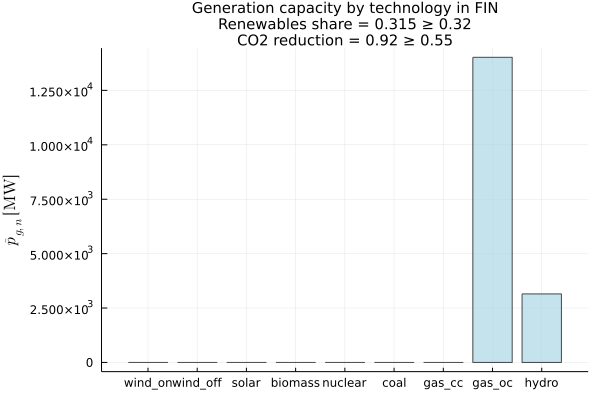 Generation capacity by technology in FIN
Renewables share = 0.315 ≥ 0.32
CO2 reduction = 0.92 ≥ 0.55
1.250×10⁴
1.000×10⁴
7.500×10³
5.000×10³
2.500×10³
0
p̄_{g,n} [MW]
wind_on wind_off solar biomass nuclear coal gas_cc gas_oc hydro